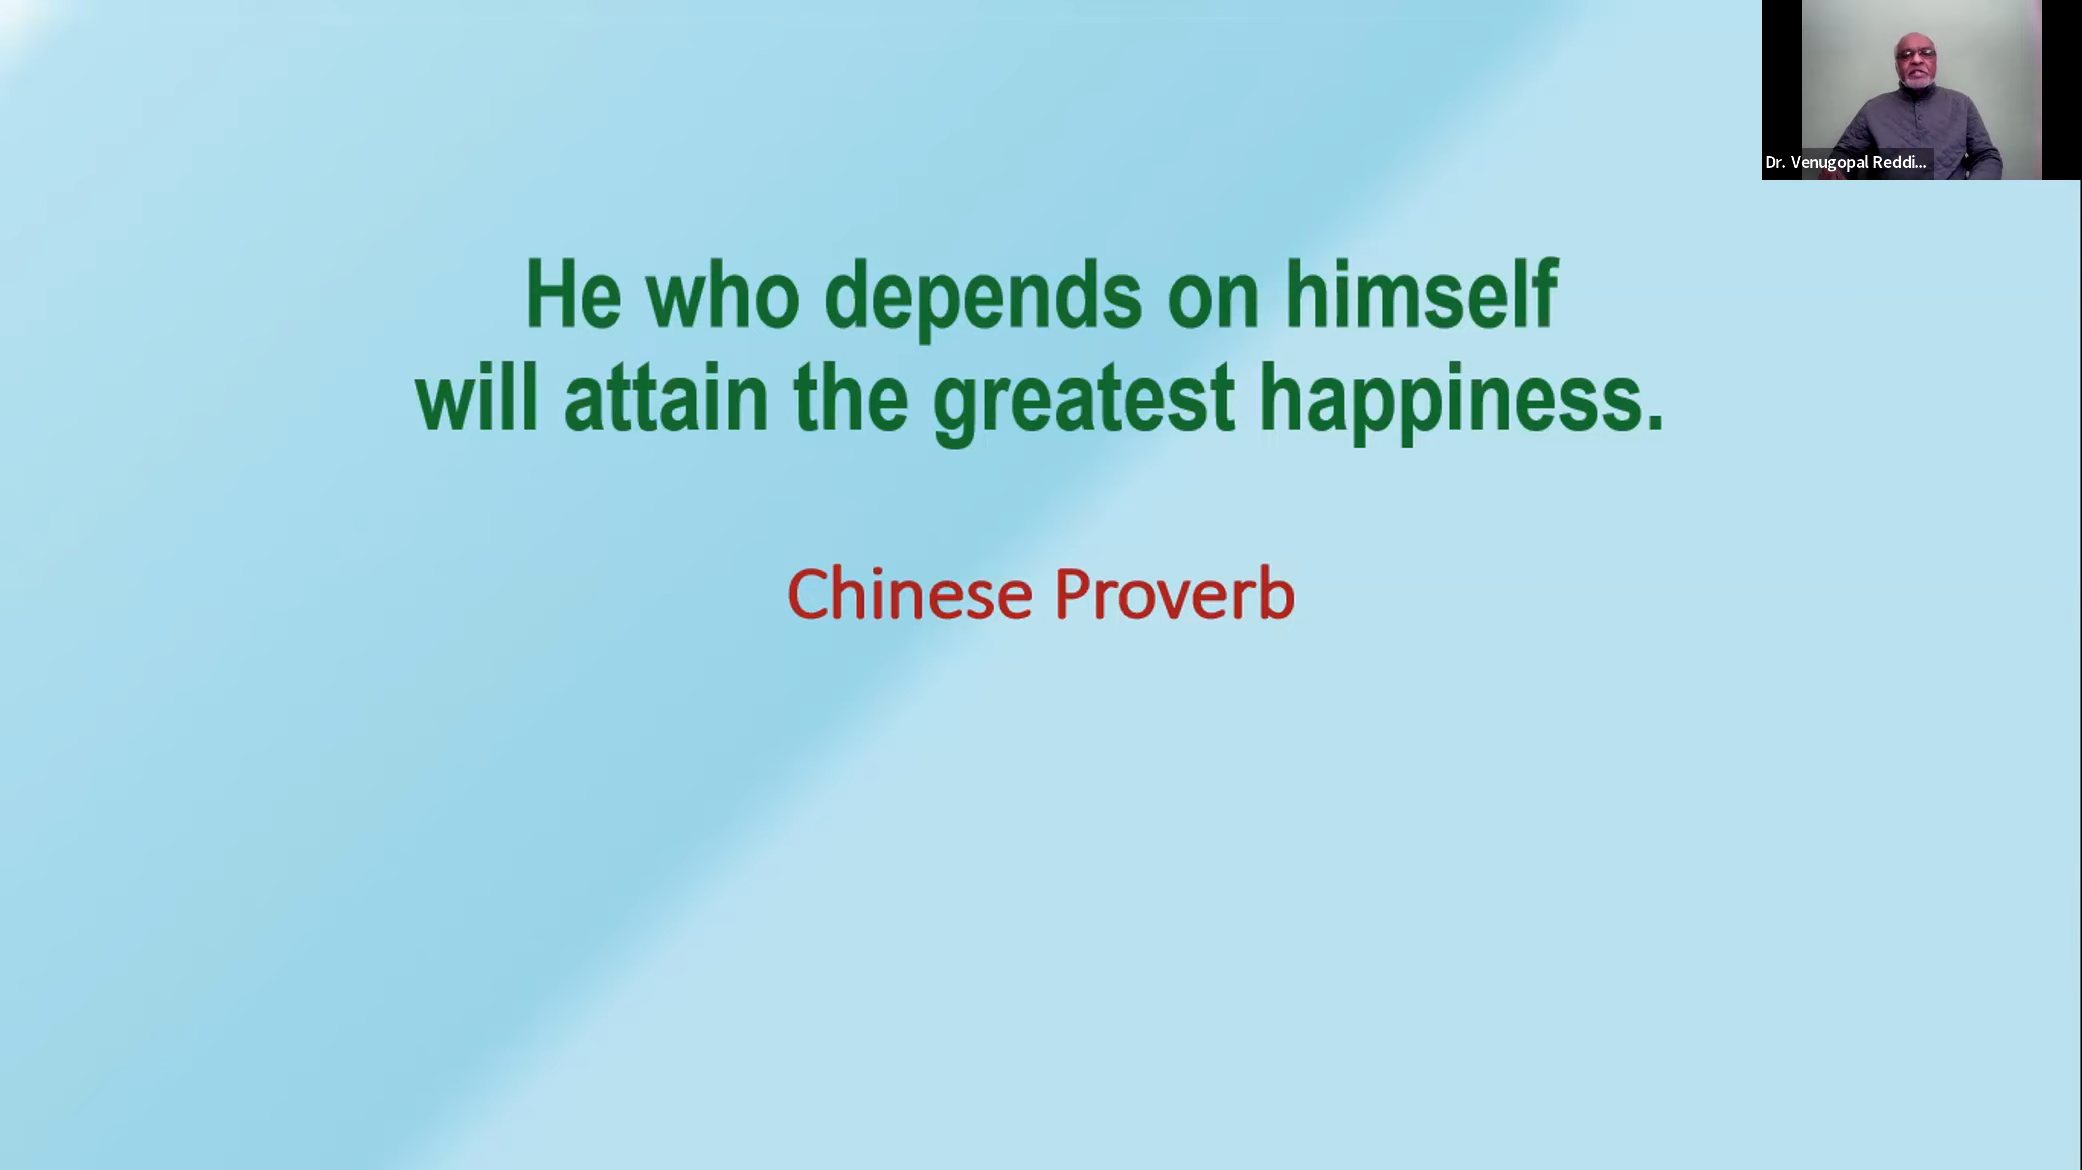 He who depends on himself
will attain the greatest happiness.
Chinese Proverb
Dr. Venugopal Reddi...